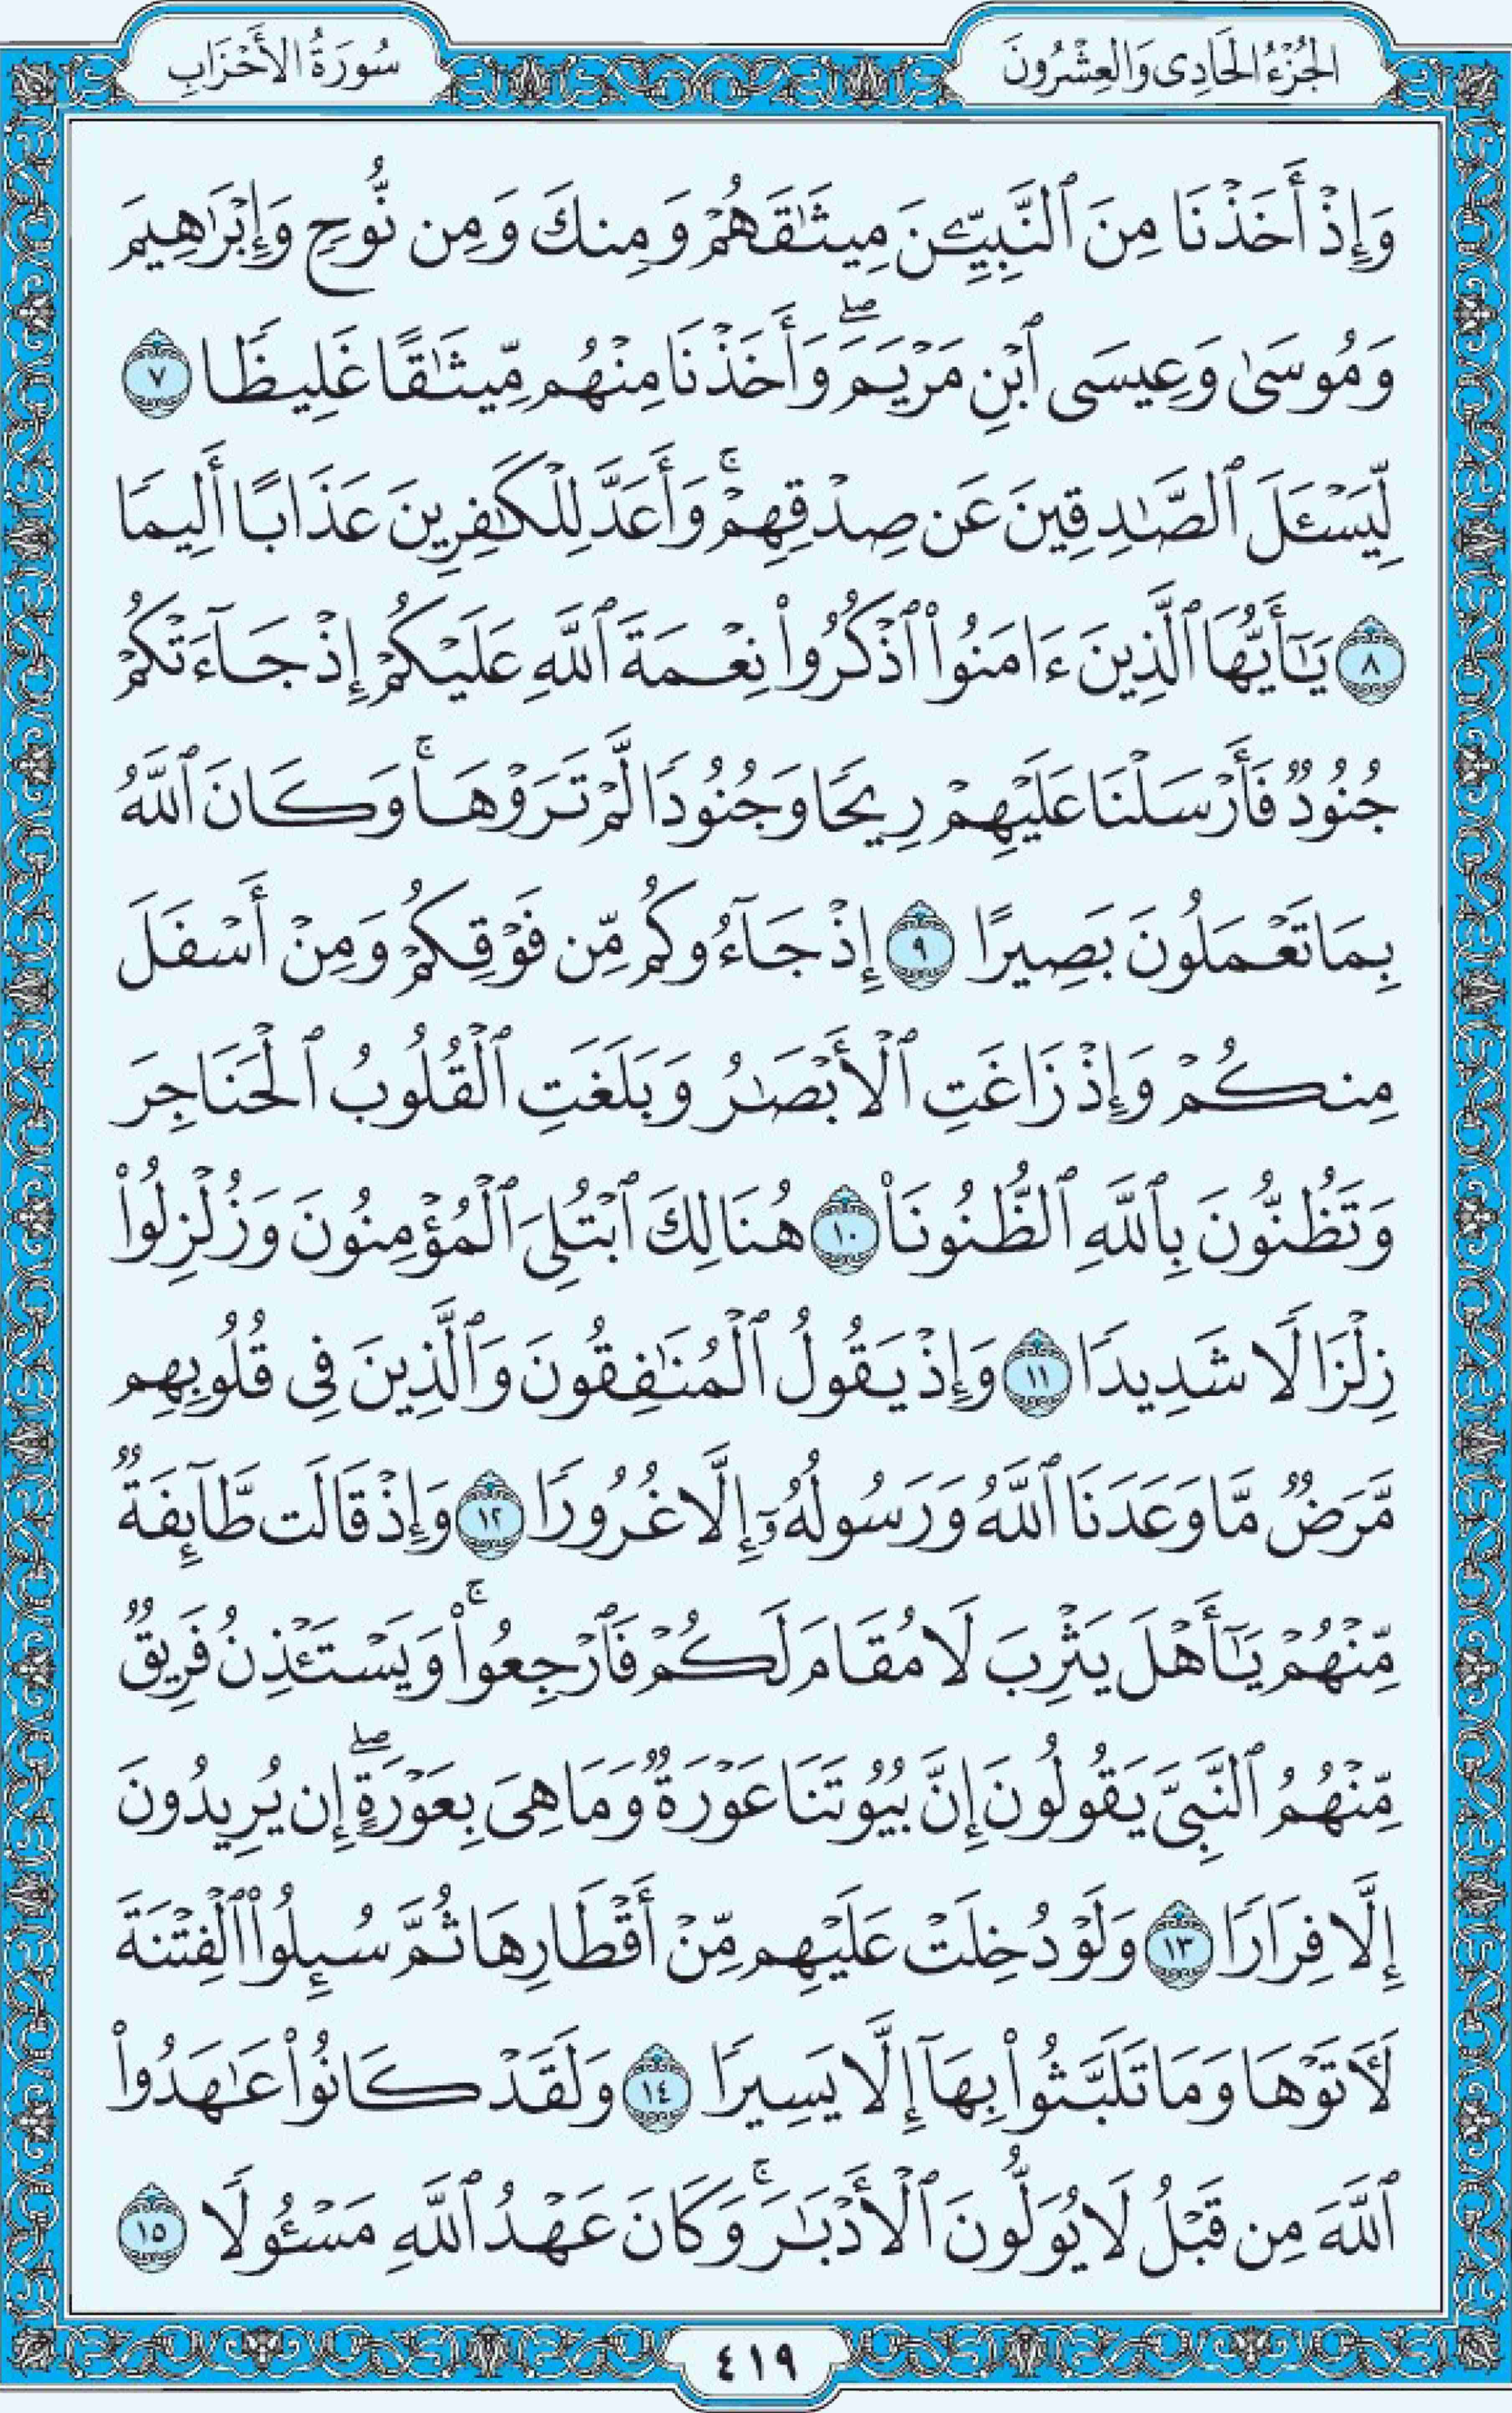 الجُزْءُ الحَادِى وَالعِشْرُونَ
سُورَةُ الأَحْزَابِ
وَإِذْ أَخَذْنَا مِنَ ٱلنَّبِيِّـۧنَ مِيثَٰقَهُمْ وَمِنكَ وَمِن نُّوحٍ وَإِبْرَٰهِيمَ
وَمُوسَىٰ وَعِيسَى ٱبْنِ مَرْيَمَۖ وَأَخَذْنَا مِنْهُم مِّيثَٰقًا غَلِيظًا ٧
لِّيَسْـَٔلَ ٱلصَّٰدِقِينَ عَن صِدْقِهِمْۚ وَأَعَدَّ لِلْكَٰفِرِينَ عَذَابًا أَلِيمًا
٨ يَٰٓأَيُّهَا ٱلَّذِينَ ءَامَنُوا۟ ٱذْكُرُوا۟ نِعْمَةَ ٱللَّهِ عَلَيْكُمْ إِذْ جَآءَتْكُمْ
جُنُودٌ فَأَرْسَلْنَا عَلَيْهِمْ رِيحًا وَجُنُودًا لَّمْ تَرَوْهَاۚ وَكَانَ ٱللَّهُ
بِمَا تَعْمَلُونَ بَصِيرًا ٩ إِذْ جَآءُوكُم مِّن فَوْقِكُمْ وَمِنْ أَسْفَلَ
مِنكُمْ وَإِذْ زَاغَتِ ٱلْأَبْصَٰرُ وَبَلَغَتِ ٱلْقُلُوبُ ٱلْحَنَاجِرَ
وَتَظُنُّونَ بِٱللَّهِ ٱلظُّنُونَا۠ ١٠ هُنَالِكَ ٱبْتُلِىَ ٱلْمُؤْمِنُونَ وَزُلْزِلُوا۟
زِلْزَالًا شَدِيدًا ١١ وَإِذْ يَقُولُ ٱلْمُنَٰفِقُونَ وَٱلَّذِينَ فِى قُلُوبِهِم
مَّرَضٌ مَّا وَعَدَنَا ٱللَّهُ وَرَسُولُهُۥٓ إِلَّا غُرُورًا ١٢ وَإِذْ قَالَت طَّآئِفَةٌ
مِّنْهُمْ يَٰٓأَهْلَ يَثْرِبَ لَا مُقَامَ لَكُمْ فَٱرْجِعُوا۟ۚ وَيَسْتَـْٔذِنُ فَرِيقٌ
مِّنْهُمُ ٱلنَّبِىَّ يَقُولُونَ إِنَّ بُيُوتَنَا عَوْرَةٌ وَمَا هِىَ بِعَوْرَةٍۖ إِن يُرِيدُونَ
إِلَّا فِرَارًا ١٣ وَلَوْ دُخِلَتْ عَلَيْهِم مِّنْ أَقْطَارِهَا ثُمَّ سُئِلُوا۟ ٱلْفِتْنَةَ
لَـَٔاتَوْهَا وَمَا تَلَبَّثُوا۟ بِهَآ إِلَّا يَسِيرًا ١٤ وَلَقَدْ كَانُوا۟ عَٰهَدُوا۟
ٱللَّهَ مِن قَبْلُ لَا يُوَلُّونَ ٱلْأَدْبَٰرَۚ وَكَانَ عَهْدُ ٱللَّهِ مَسْـُٔولًا ١٥
٤١٩